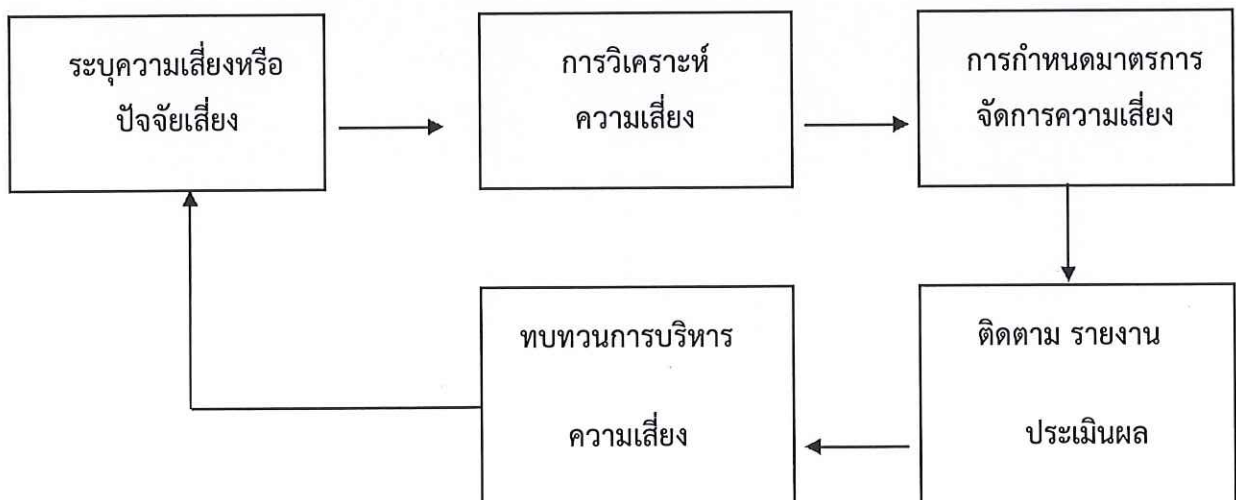 ระบุความเสี่ยงหรือ
ปัจจัยเสี่ยง
การวิเคราะห์
ความเสี่ยง
การกำหนดมาตรการ
จัดการความเสี่ยง
ติดตาม รายงาน
ประเมินผล
ทบทวนการบริหาร
ความเสี่ยง